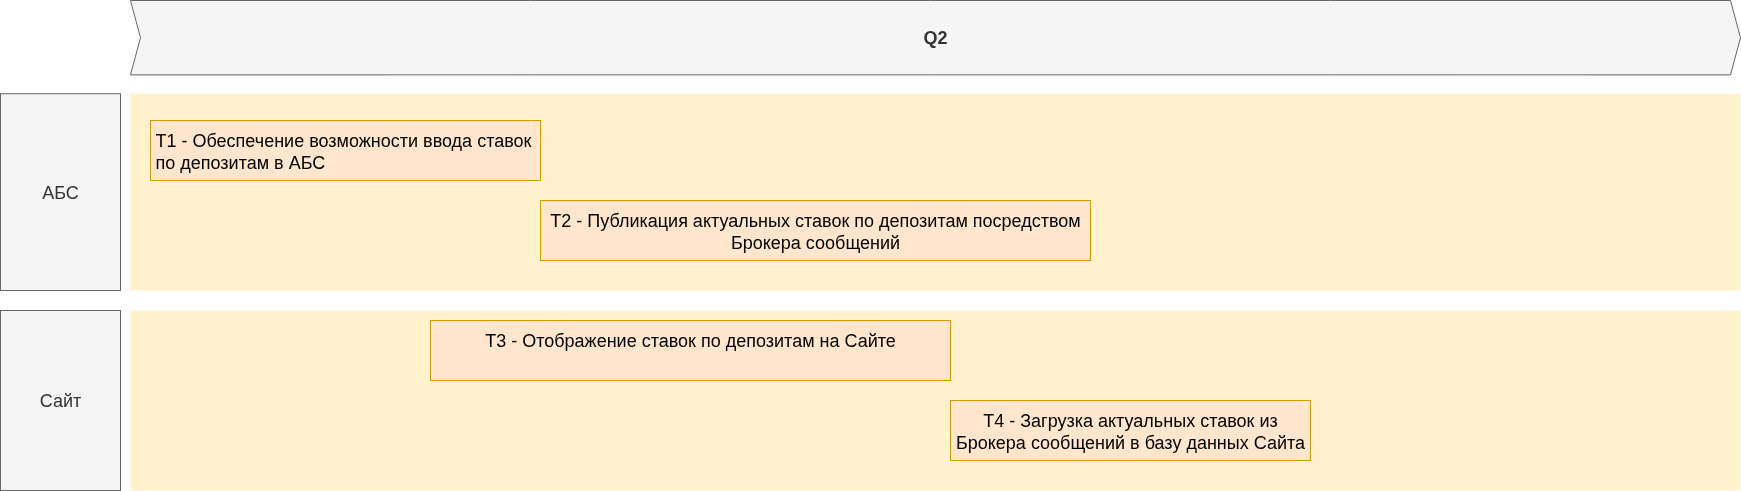 Q2
АБС
T1 - Обеспечение возможности ввода ставок
по депозитам в АБС
T2 - Публикация актуальных ставок по депозитам посредством
Брокера сообщений
Сайт
T3 - Отображение ставок по депозитам на Сайте
T4 - Загрузка актуальных ставок из
Брокера сообщений в базу данных Сайта